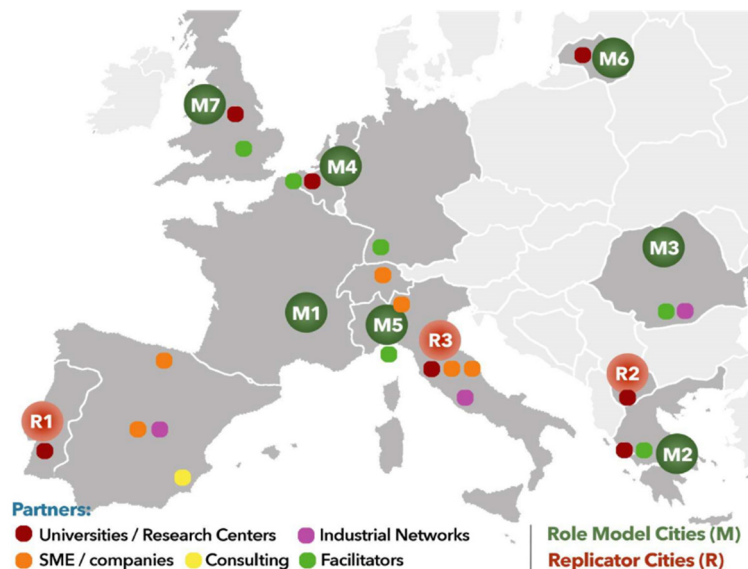 M6
M7
M4
M3
M1
M5
R3
R2
R1
M2
Partners:
Universities / Research Centers
Industrial Networks
Role Model Cities (M)
SME / companies
Consulting
Facilitators
Replicator Cities (R)